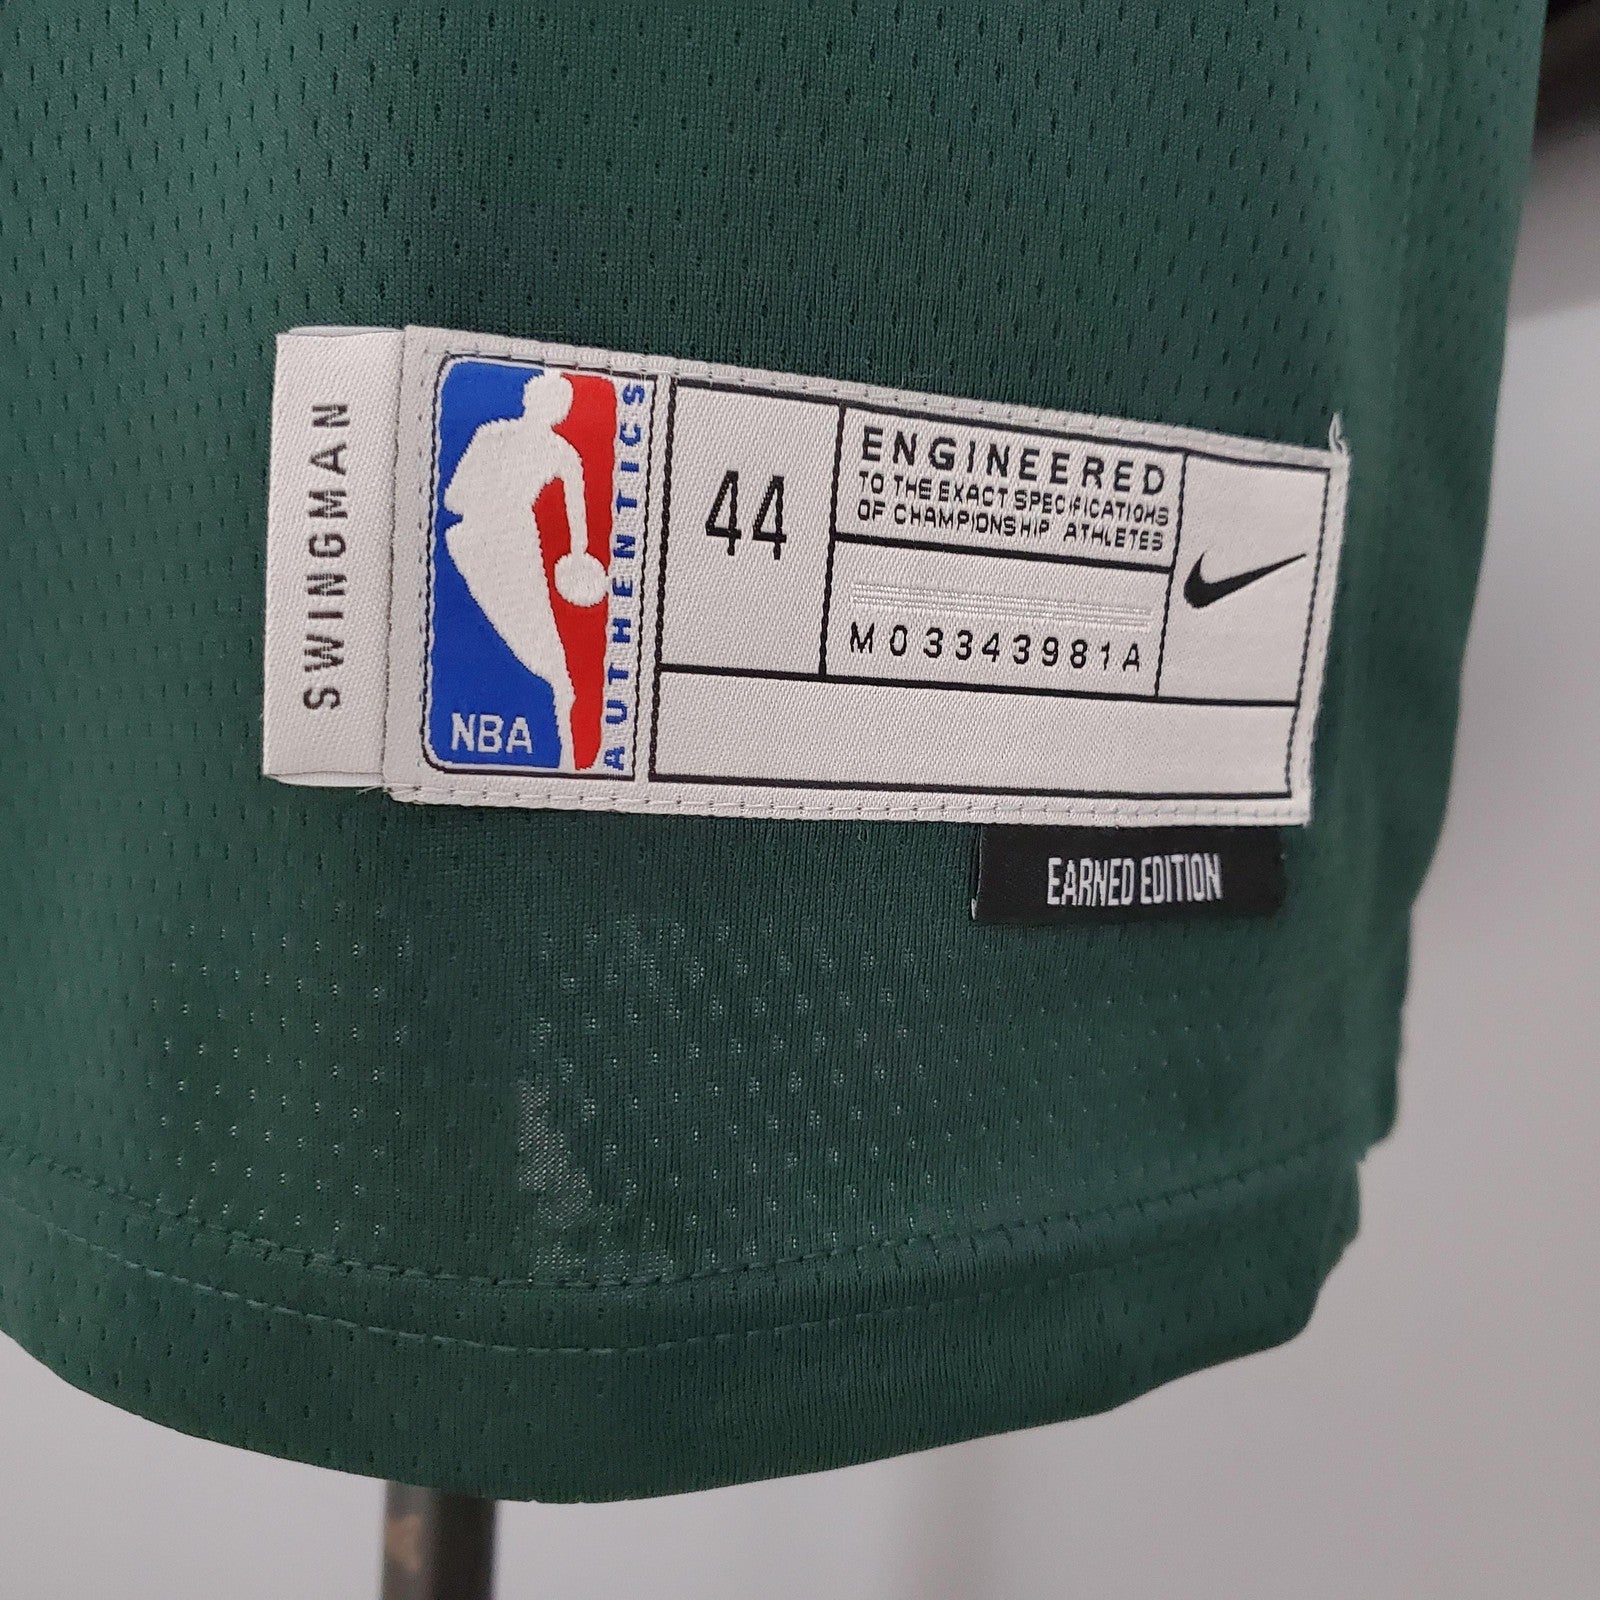 SWINGMAN
NBA
AUTHENTICS
44
ENGINEERED
TO THE EXACT SPECIFICATIONS
OF CHAMPIONSHIP ATHLETES
M03343981A
EARNED EDITION